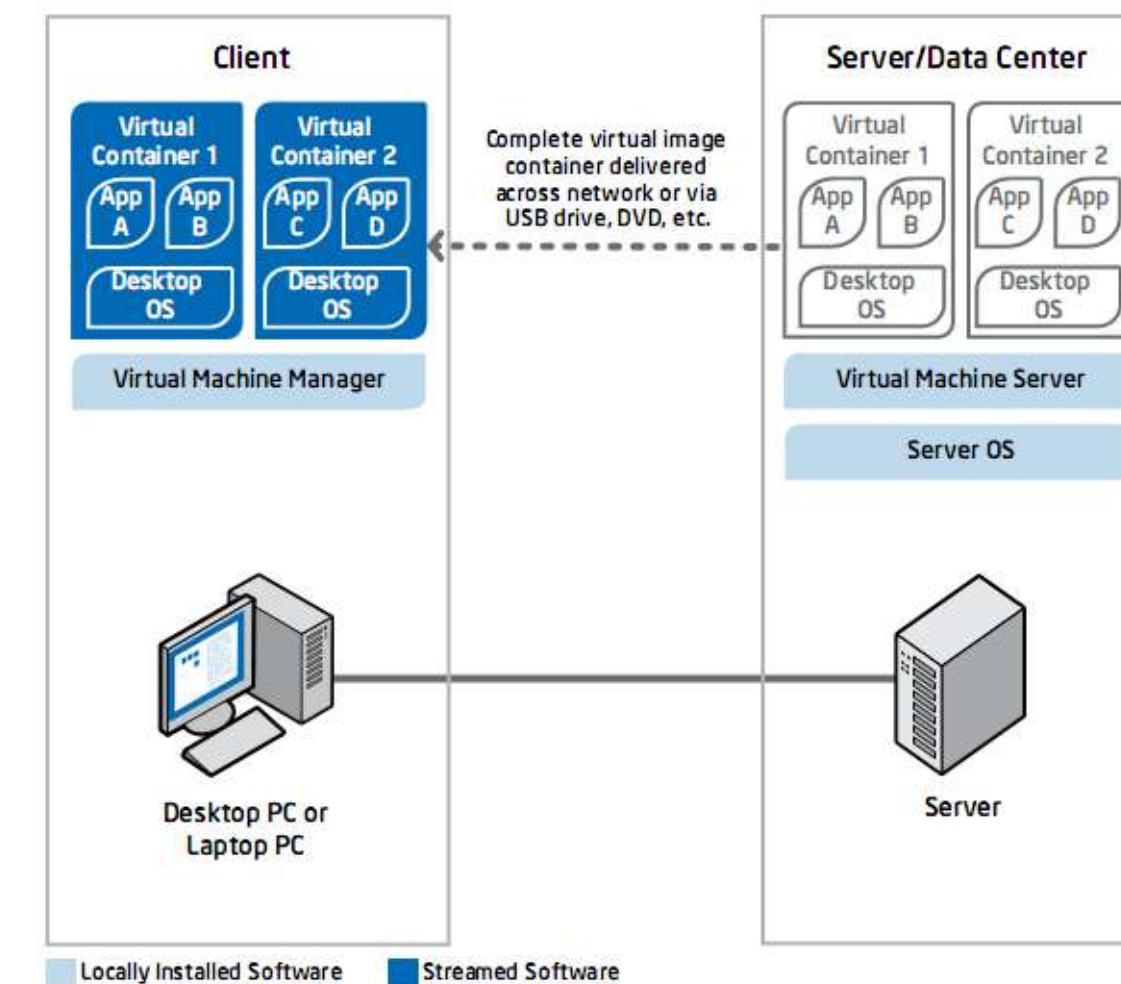 Client
Virtual
Container 1
App
A
App
B
Desktop
OS
Virtual
Container 2
App
C
App
D
Desktop
OS
Virtual Machine Manager
Desktop PC or
Laptop PC
Complete virtual image
container delivered
across network or via
USB drive, DVD, etc.
Server/Data Center
Virtual
Container 1
App
A
App
B
Desktop
OS
Virtual
Container 2
App
C
App
D
Desktop
OS
Virtual Machine Server
Server OS
Server
Locally Installed Software
Streamed Software